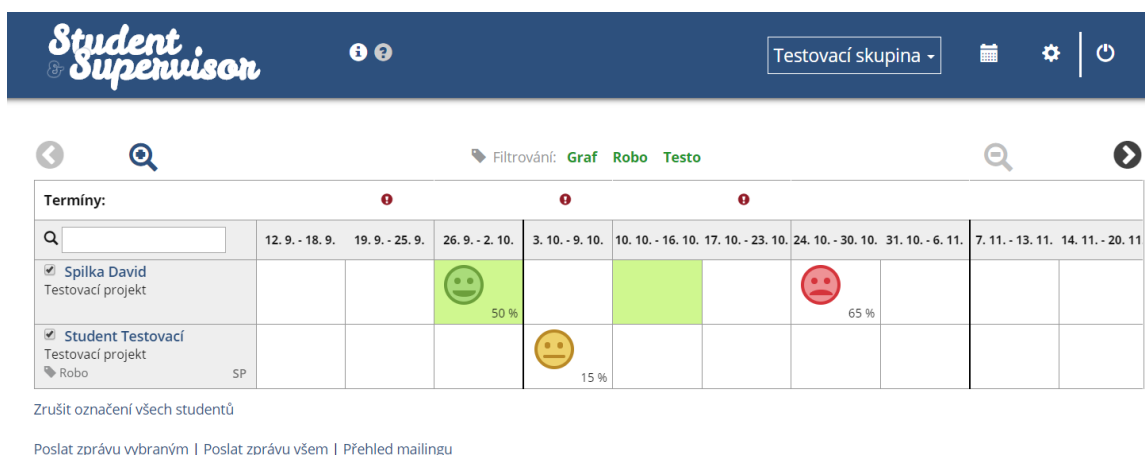 Student
& Supervisor
Testovací skupina
Filtrování: Graf Robo Testo
Termíny:
12. 9. - 18. 9. 19. 9. - 25. 9. 26. 9. - 2. 10. 3. 10. - 9. 10. 10. 10. - 16. 10. 17. 10. - 23. 10. 24. 10. - 30. 10. 31. 10. - 6. 11. 7. 11. - 13. 11. 14. 11. - 20. 11
Spilka David
Testovací projekt
50 % 65 %
Student Testovací
Testovací projekt
Robo SP
15 %
Zrušit označení všech studentů
Poslat zprávu vybraným | Poslat zprávu všem | Přehled mailingu